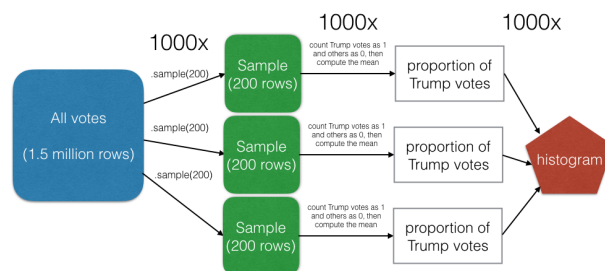 1000x
1000x
1000x
All votes
(1.5 million rows)
.sample(200)
Sample
(200 rows)
count Trump votes as 1
and others as 0, then
compute the mean
proportion of
Trump votes
.sample(200)
Sample
(200 rows)
count Trump votes as 1
and others as 0, then
compute the mean
proportion of
Trump votes
histogram
.sample(200)
Sample
(200 rows)
count Trump votes as 1
and others as 0, then
compute the mean
proportion of
Trump votes